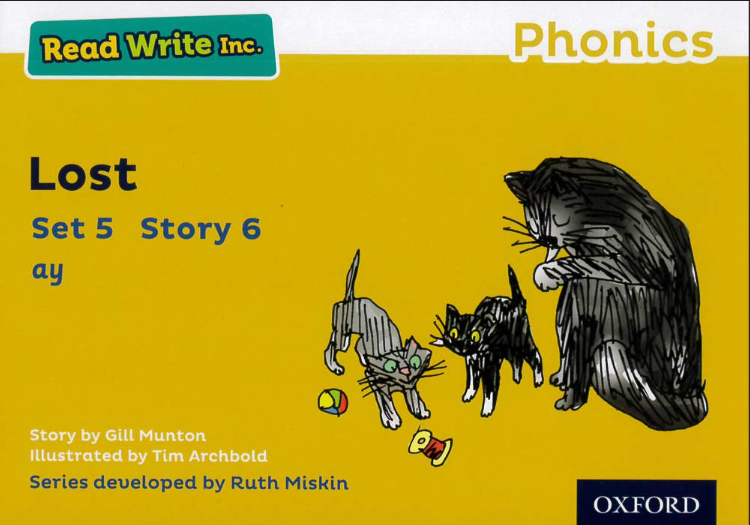 Read Write Inc.
Phonics
Lost
Set 5 Story 6
ay
Story by Gill Munton
Illustrated by Tim Archbold
Series developed by Ruth Miskin
OXFORD